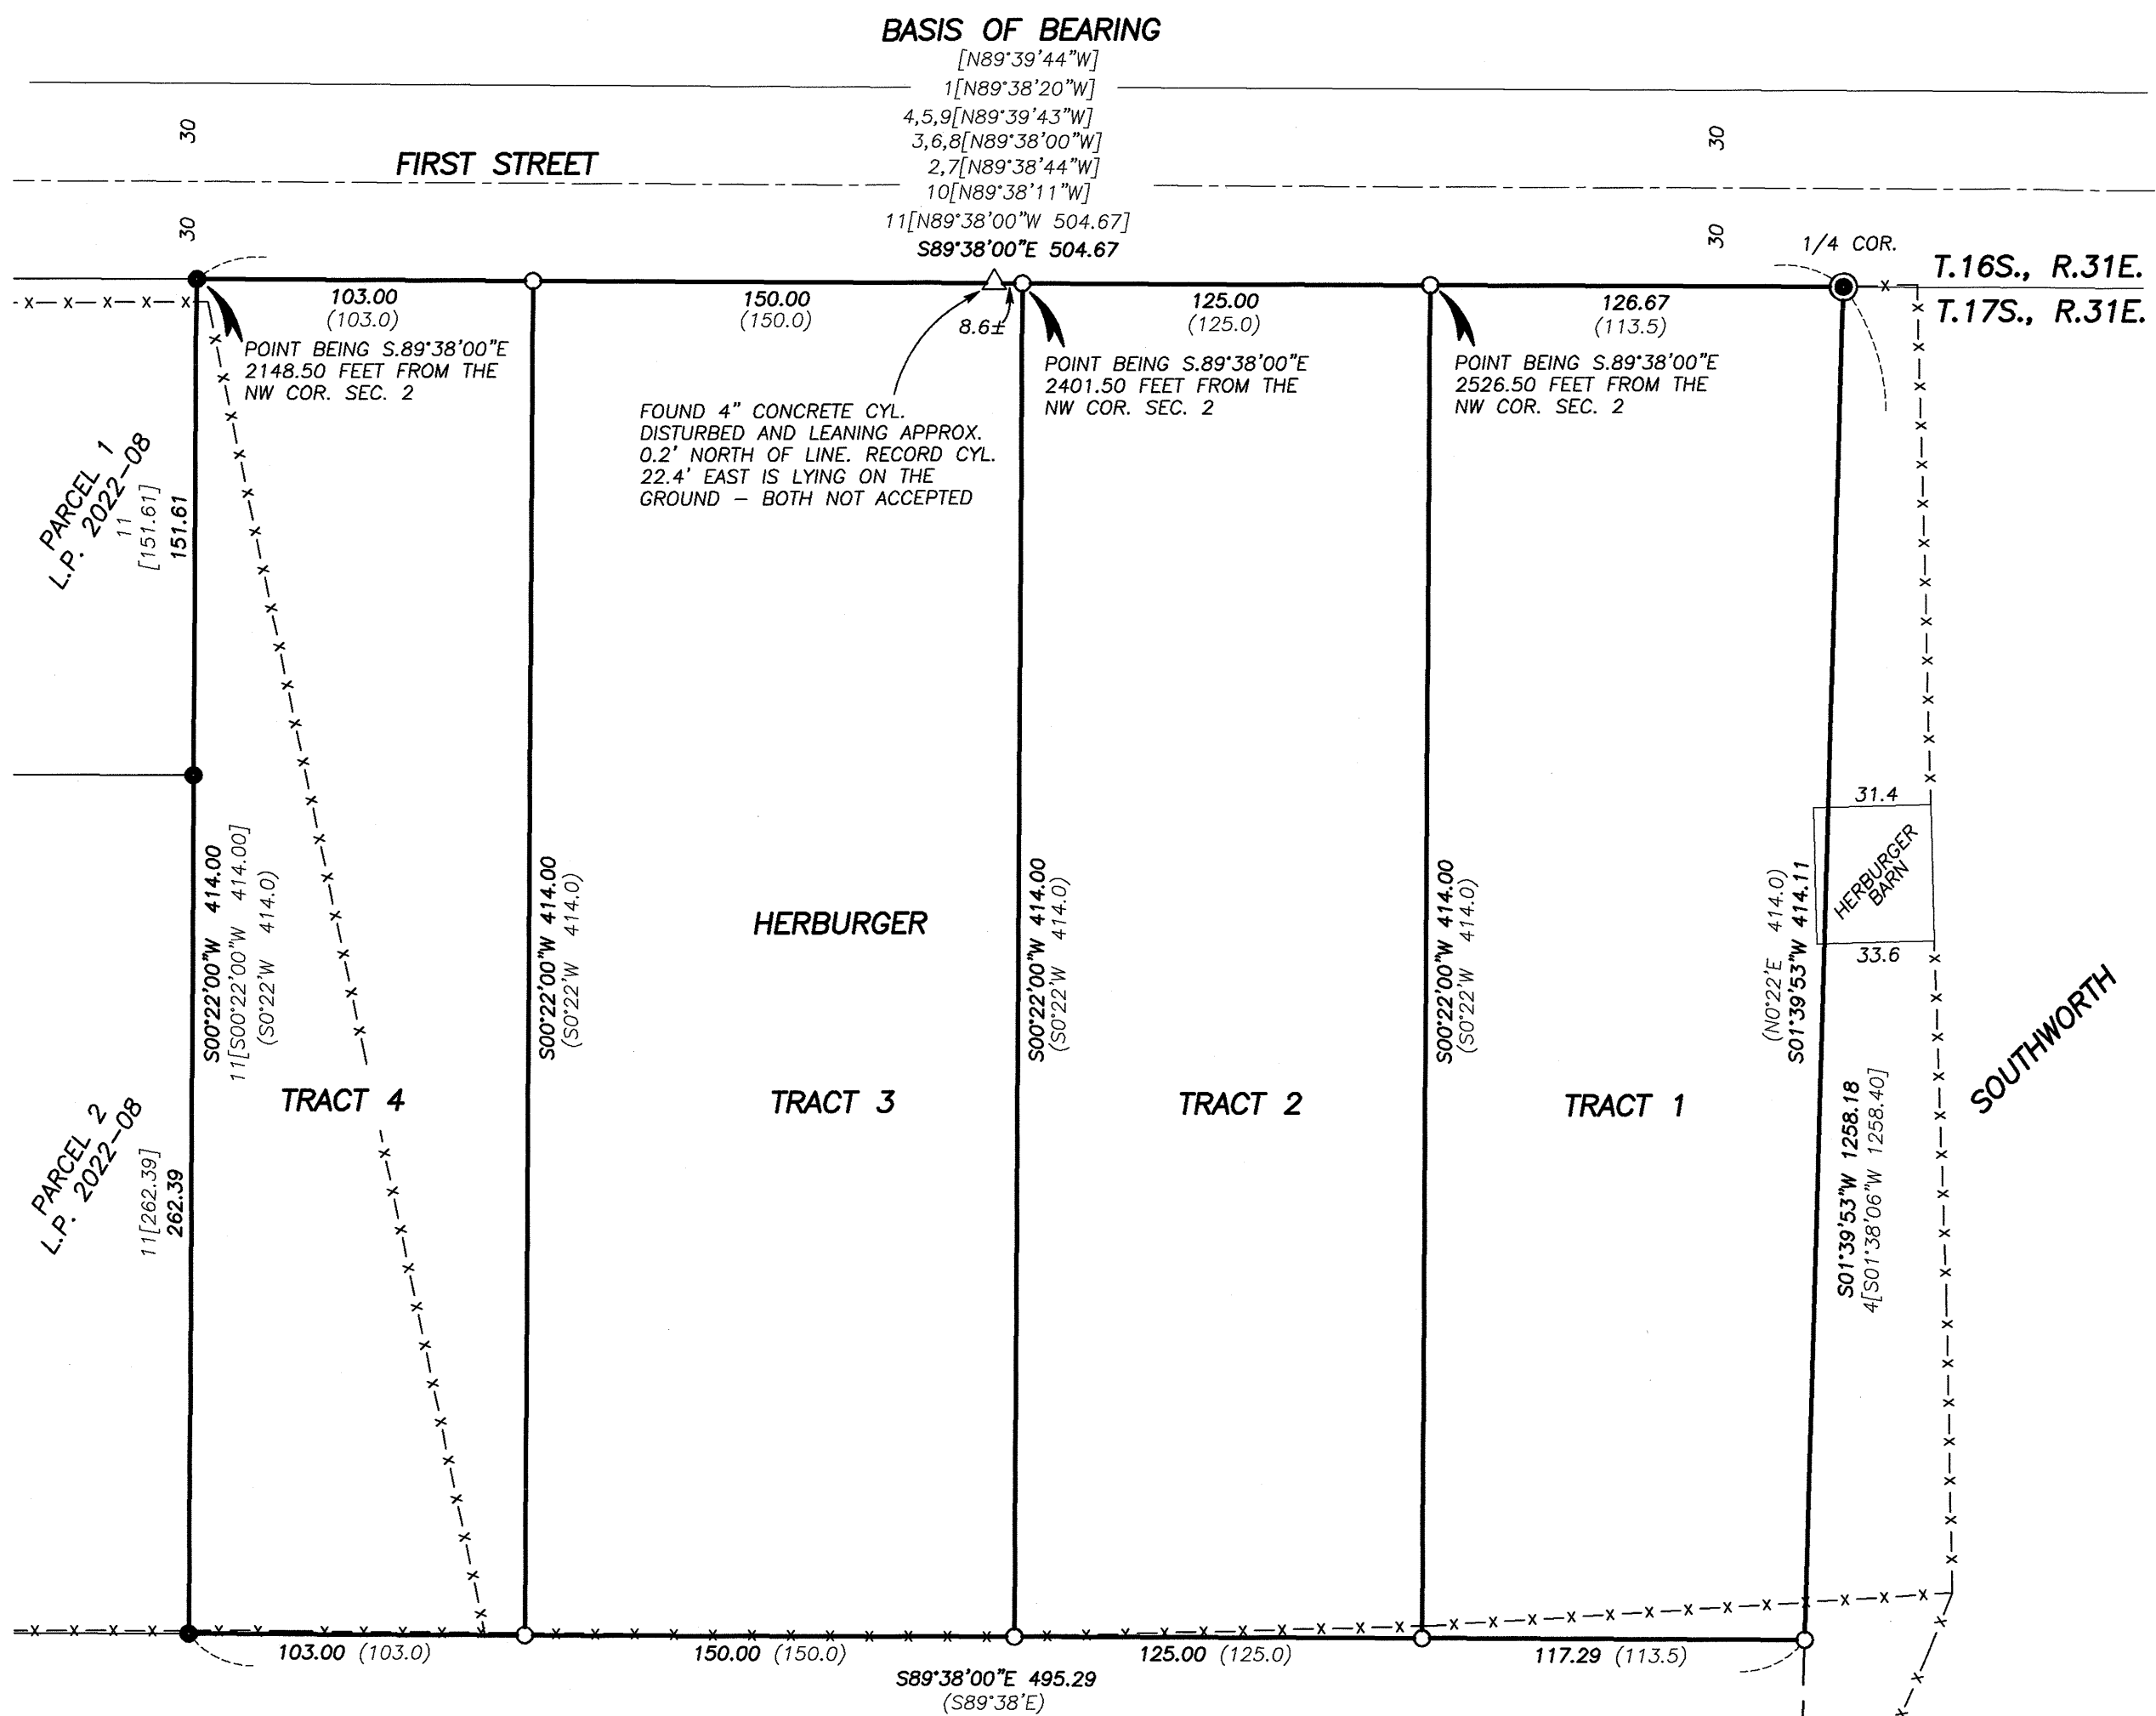 BASIS OF BEARING
[N89°39'44"W]
1[N89°38'20"W]
4,5,9[N89°39'43"W]
3,6,8[N89°38'00"W]
2,7[N89°38'44"W]
10[N89°38'11"W]
11[N89°38'00"W 504.67]
S89°38'00"E 504.67
30
30
FIRST STREET
30
30
1/4 COR.
T.16S., R.31E.
T.17S., R.31E.
103.00
(103.0)
150.00
(150.0)
8.6±
125.00
(125.0)
126.67
(113.5)
POINT BEING S.89°38'00"E
2148.50 FEET FROM THE
NW COR. SEC. 2
FOUND 4" CONCRETE CYL.
DISTURBED AND LEANING APPROX.
0.2' NORTH OF LINE. RECORD CYL.
22.4' EAST IS LYING ON THE
GROUND – BOTH NOT ACCEPTED
POINT BEING S.89°38'00"E
2401.50 FEET FROM THE
NW COR. SEC. 2
POINT BEING S.89°38'00"E
2526.50 FEET FROM THE
NW COR. SEC. 2
PARCEL 1
L.P. 2022–08
11
[151.61]
151.61
S00°22'00"W 414.00
11[S00°22'00"W 414.00]
(S0°22'W 414.0)
S00°22'00"W 414.00
(S0°22'W 414.0)
HERBURGER
S00°22'00"W 414.00
(S0°22'W 414.0)
S00°22'00"W 414.00
(S0°22'W 414.0)
(N0°22'E 414.0)
S01°39'53"W 414.11
31.4
HERBURGER
BARN
33.6
SOUTHWORTH
S01°39'53"W 1258.18
4[S01°38'06"W 1258.40]
TRACT 4
TRACT 3
TRACT 2
TRACT 1
PARCEL 2
L.P. 2022–08
11[262.39]
262.39
103.00 (103.0)
150.00 (150.0)
125.00 (125.0)
117.29 (113.5)
S89°38'00"E 495.29
(S89°38'E)